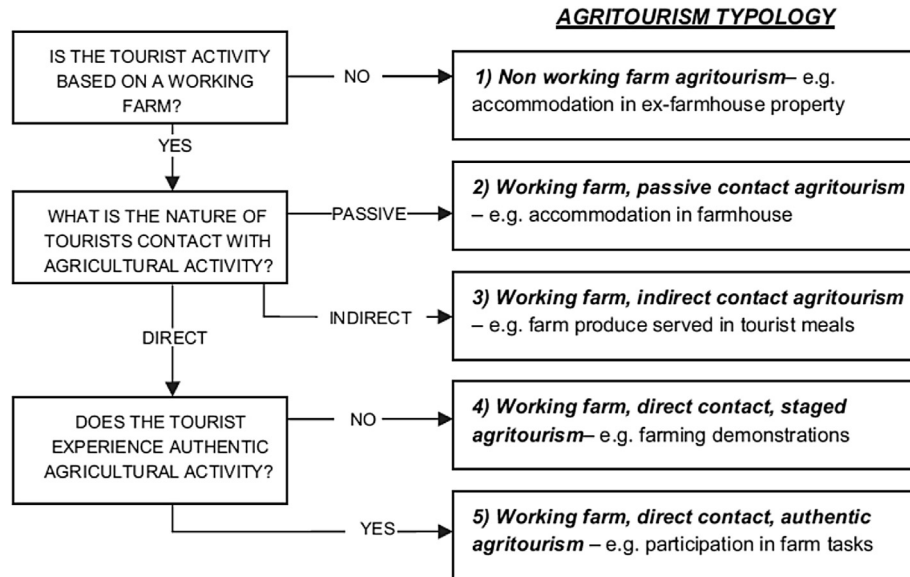 AGRITOURISM TYPOLOGY
IS THE TOURIST ACTIVITY
BASED ON A WORKING
FARM?
NO
1) Non working farm agritourism– e.g.
accommodation in ex-farmhouse property
YES
WHAT IS THE NATURE OF
TOURISTS CONTACT WITH
AGRICULTURAL ACTIVITY?
PASSIVE
2) Working farm, passive contact agritourism
– e.g. accommodation in farmhouse
INDIRECT
3) Working farm, indirect contact agritourism
– e.g. farm produce served in tourist meals
DIRECT
DOES THE TOURIST
EXPERIENCE AUTHENTIC
AGRICULTURAL ACTIVITY?
NO
4) Working farm, direct contact, staged
agritourism– e.g. farming demonstrations
YES
5) Working farm, direct contact, authentic
agritourism – e.g. participation in farm tasks